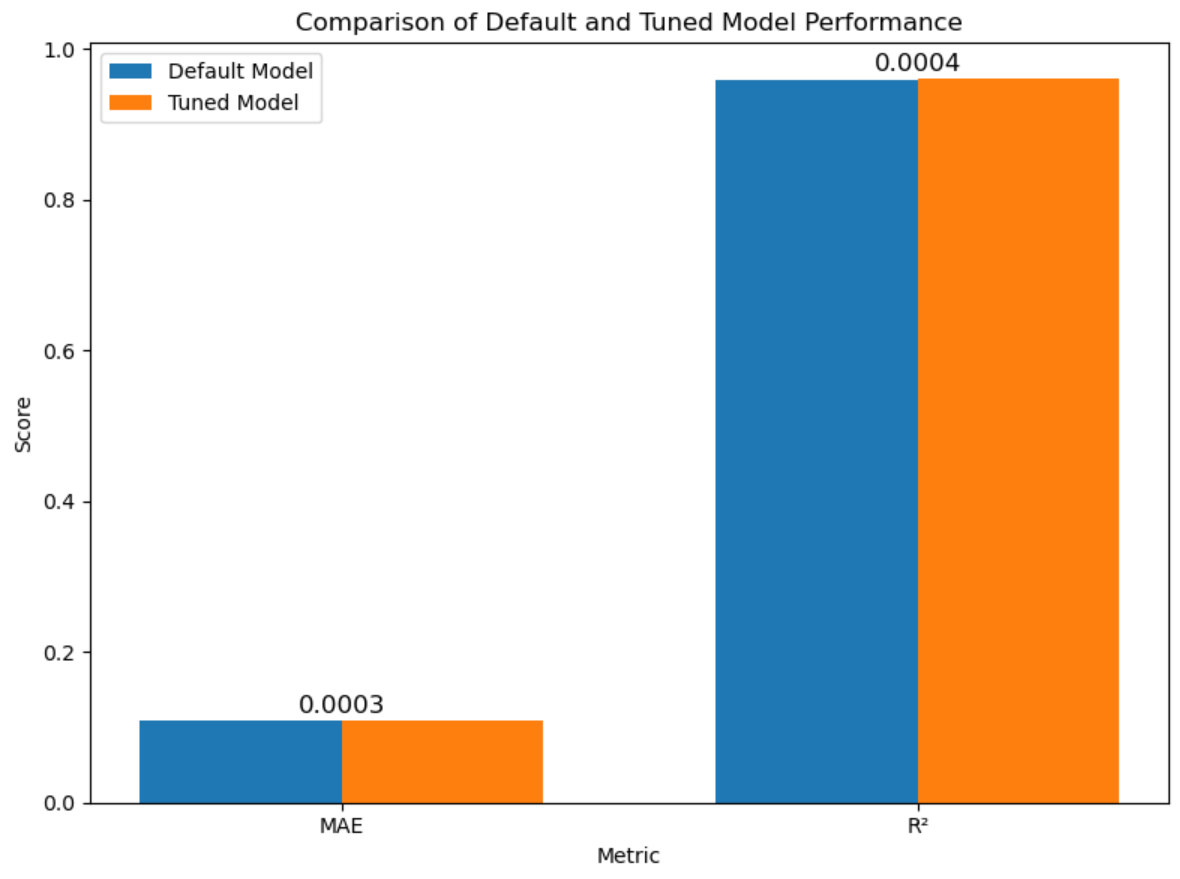 Comparison of Default and Tuned Model Performance
Default Model
Tuned Model
0.0003
0.0004
1.0
0.8
0.6
0.4
0.2
0.0
Score
MAE
R²
Metric